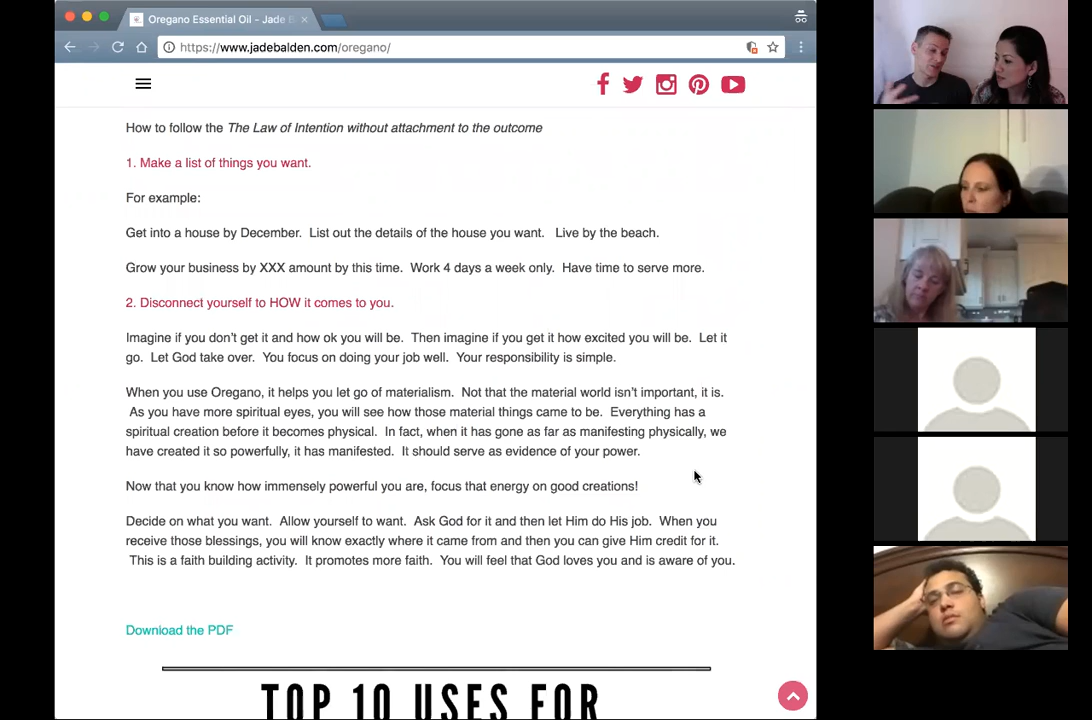 Oregano Essential Oil - Jade B
https://www.jadebalden.com/oregano/
How to follow the The Law of Intention without attachment to the outcome
1. Make a list of things you want.
For example:
Get into a house by December.  List out the details of the house you want.   Live by the beach.
Grow your business by XXX amount by this time.  Work 4 days a week only.  Have time to serve more.
2. Disconnect yourself to HOW it comes to you.
Imagine if you don't get it and how ok you will be.  Then imagine if you get it how excited you will be.  Let it
go.  Let God take over.  You focus on doing your job well.  Your responsibility is simple.
When you use Oregano, it helps you let go of materialism.  Not that the material world isn't important, it is.
As you have more spiritual eyes, you will see how those material things came to be.  Everything has a
spiritual creation before it becomes physical.  In fact, when it has gone as far as manifesting physically, we
have created it so powerfully, it has manifested.  It should serve as evidence of your power.
Now that you know how immensely powerful you are, focus that energy on good creations!
Decide on what you want.  Allow yourself to want.  Ask God for it and then let Him do His job.  When you
receive those blessings, you will know exactly where it came from and then you can give Him credit for it.
This is a faith building activity.  It promotes more faith.  You will feel that God loves you and is aware of you.
Download the PDF
TOP 10 USES FOR